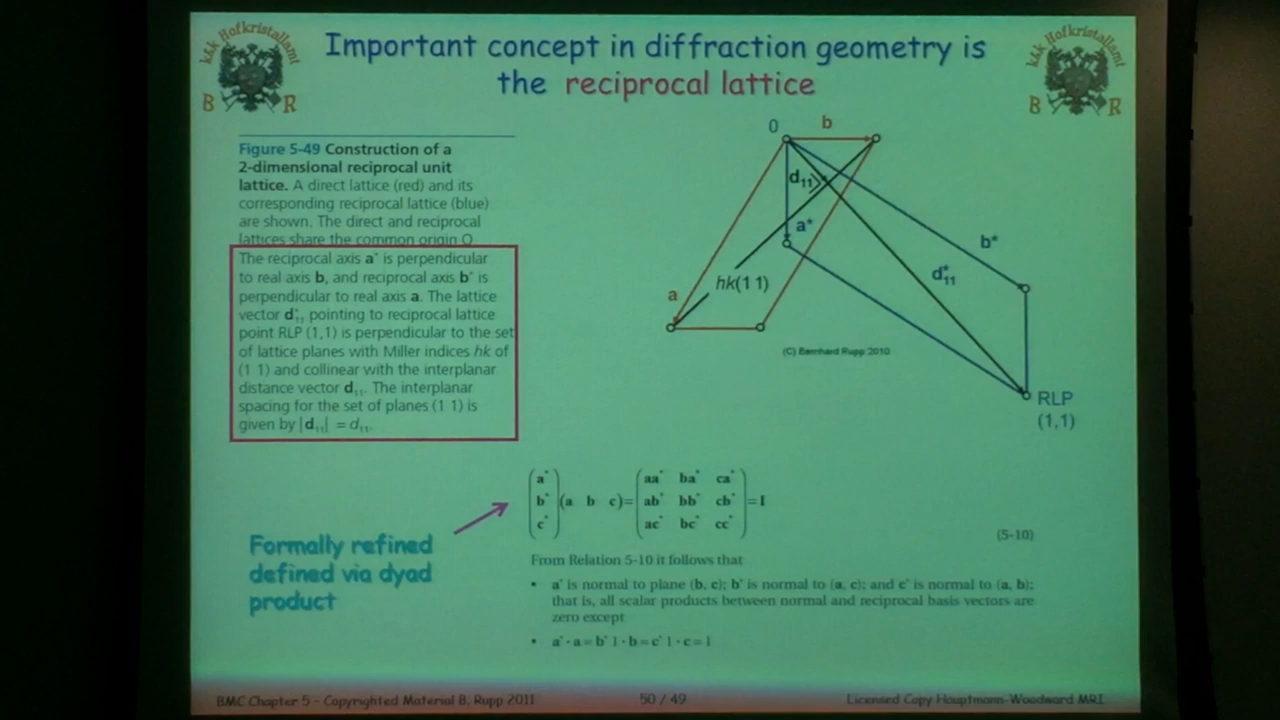 Important concept in diffraction geometry is
the reciprocal lattice
k&k Hofkristallamt
B R
k&k Hofkristallamt
B R
Figure 5-49 Construction of a
2-dimensional reciprocal unit
lattice. A direct lattice (red) and its
corresponding reciprocal lattice (blue)
are shown. The direct and reciprocal
lattices share the common origin O.
The reciprocal axis a* is perpendicular
to real axis b, and reciprocal axis b* is
perpendicular to real axis a. The lattice
vector d*11, pointing to reciprocal lattice
point RLP (1,1) is perpendicular to the set
of lattice planes with Miller indices hk of
(1 1) and collinear with the interplanar
distance vector d11. The interplanar
spacing for the set of planes (1 1) is
given by |d11| = d11.
0
b
d11
a*
b*
d*11
hk(1 1)
a
(C) Bernhard Rupp 2010
RLP
(1,1)
a* aa* ba* ca*
b* (a b c)= ab* bb* cb* =I
c* ac* bc* cc*
(5-10)
Formally refined
defined via dyad
product
From Relation 5-10 it follows that
• a* is normal to plane (b, c); b* is normal to (a, c); and c* is normal to (a, b);
that is, all scalar products between normal and reciprocal basis vectors are
zero except
• a* · a = b* 1 · b = c* 1 · c = 1
BMC Chapter 5 - Copyrighted Material B. Rupp 2011
50 / 49
Licensed Copy Hauptmann-Woodward MRI